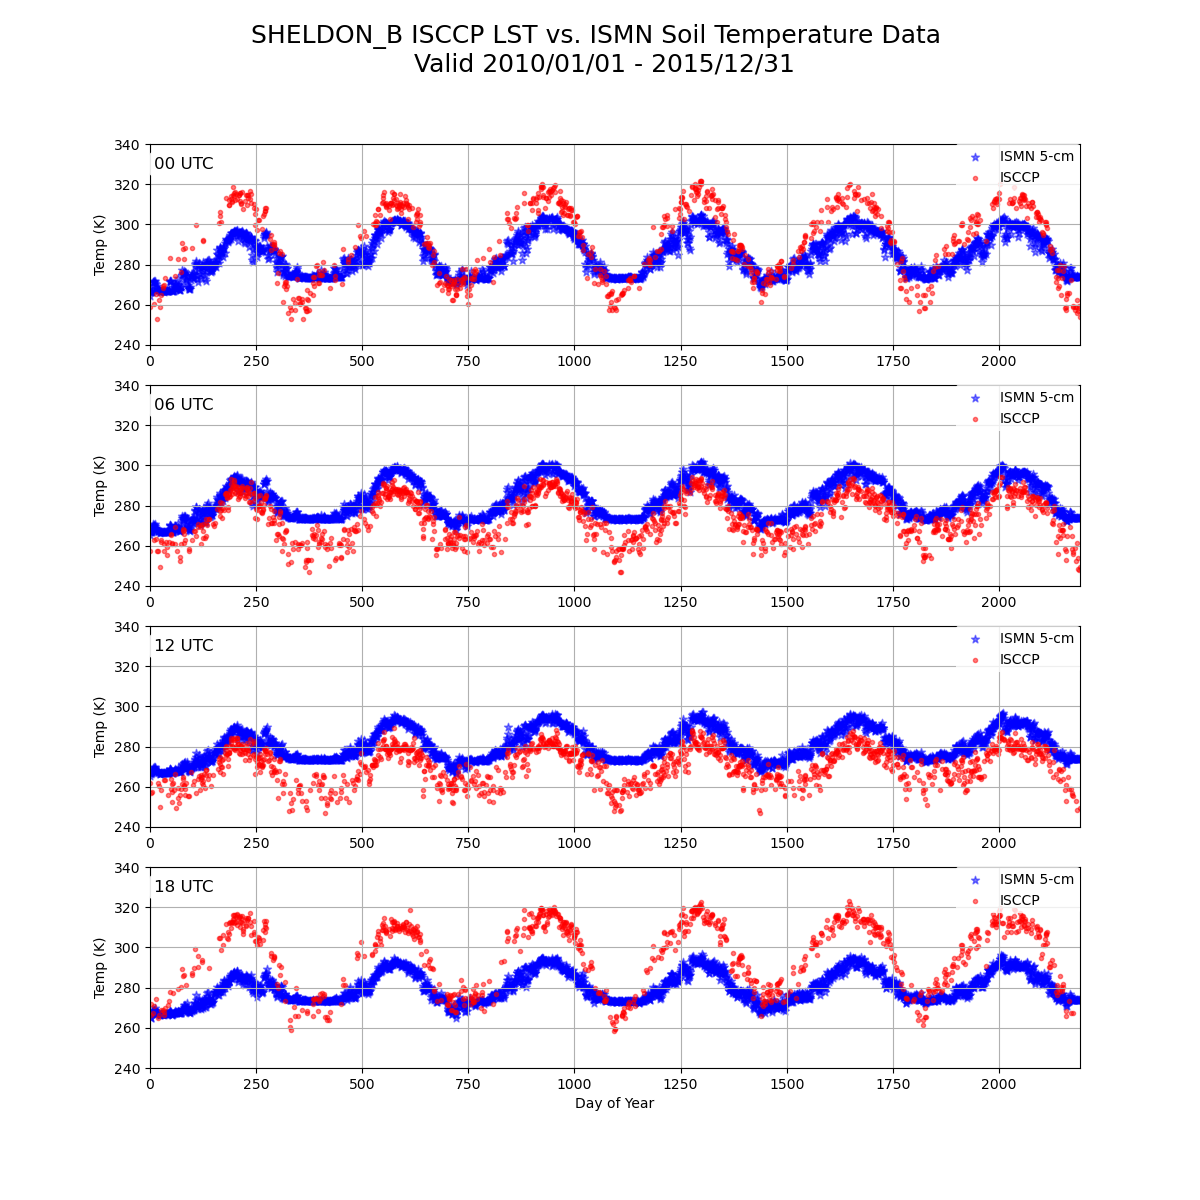 SHELDON_B ISCCP LST vs. ISMN Soil Temperature Data
Valid 2010/01/01 - 2015/12/31
340
320
300
280
260
240
Temp (K)
00 UTC
ISMN 5-cm
ISCCP
0 250 500 750 1000 1250 1500 1750 2000
340
320
300
280
260
240
Temp (K)
06 UTC
ISMN 5-cm
ISCCP
0 250 500 750 1000 1250 1500 1750 2000
340
320
300
280
260
240
Temp (K)
12 UTC
ISMN 5-cm
ISCCP
0 250 500 750 1000 1250 1500 1750 2000
340
320
300
280
260
240
Temp (K)
18 UTC
ISMN 5-cm
ISCCP
0 250 500 750 1000 1250 1500 1750 2000
Day of Year